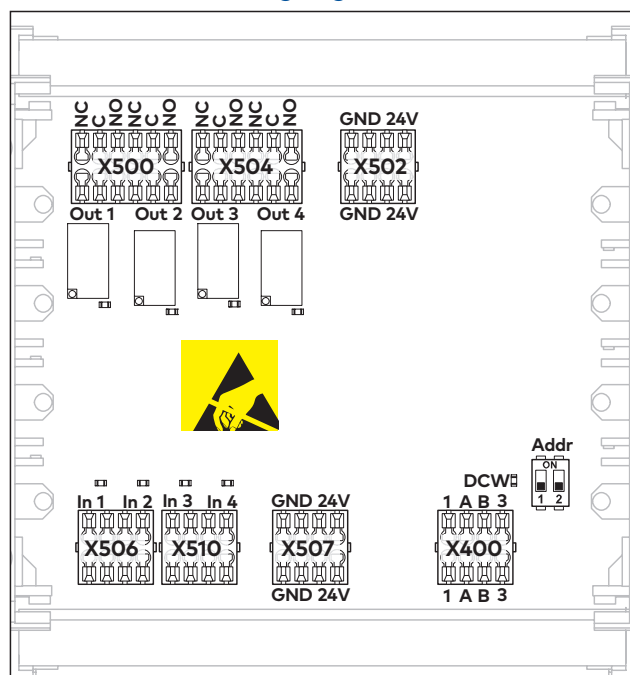 NC C NO NC C NO NC C NO NC C NO
GND 24V
X500 X504 X502
Out 1 Out 2 Out 3 Out 4 GND 24V
Addr
ON
DCW
1 2
In 1 In 2 In 3 In 4 GND 24V 1 A B 3
X506 X510 X507 X400
GND 24V 1 A B 3